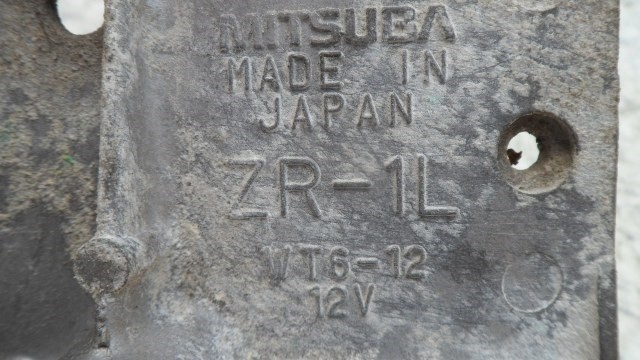 MITSUBA
MADE IN
JAPAN
ZR-1L
WT6-12
12V